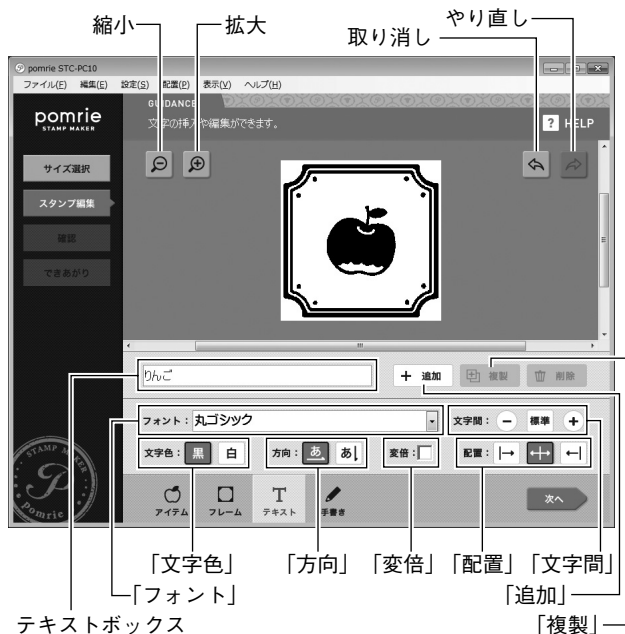 縮小
拡大
取り消し
やり直し
pomrie STC-PC10
ファイル(F) 編集(E) 設定(S) 配置(P) 表示(V) ヘルプ(H)
pomrie
STAMP MAKER
GUIDANCE
文字の挿入や編集ができます。
? HELP
サイズ選択
スタンプ編集
確認
できあがり
りんご
+ 追加
複製
削除
フォント：丸ゴシック
文字間： − 標準 +
文字色： 黒 白
方向： あ あ
変倍：
配置：
STAMP MAKER
Pomrie
アイテム
フレーム
テキスト
手書き
次へ
「文字色」
「方向」
「変倍」
「配置」
「文字間」
「フォント」
「追加」
テキストボックス
「複製」